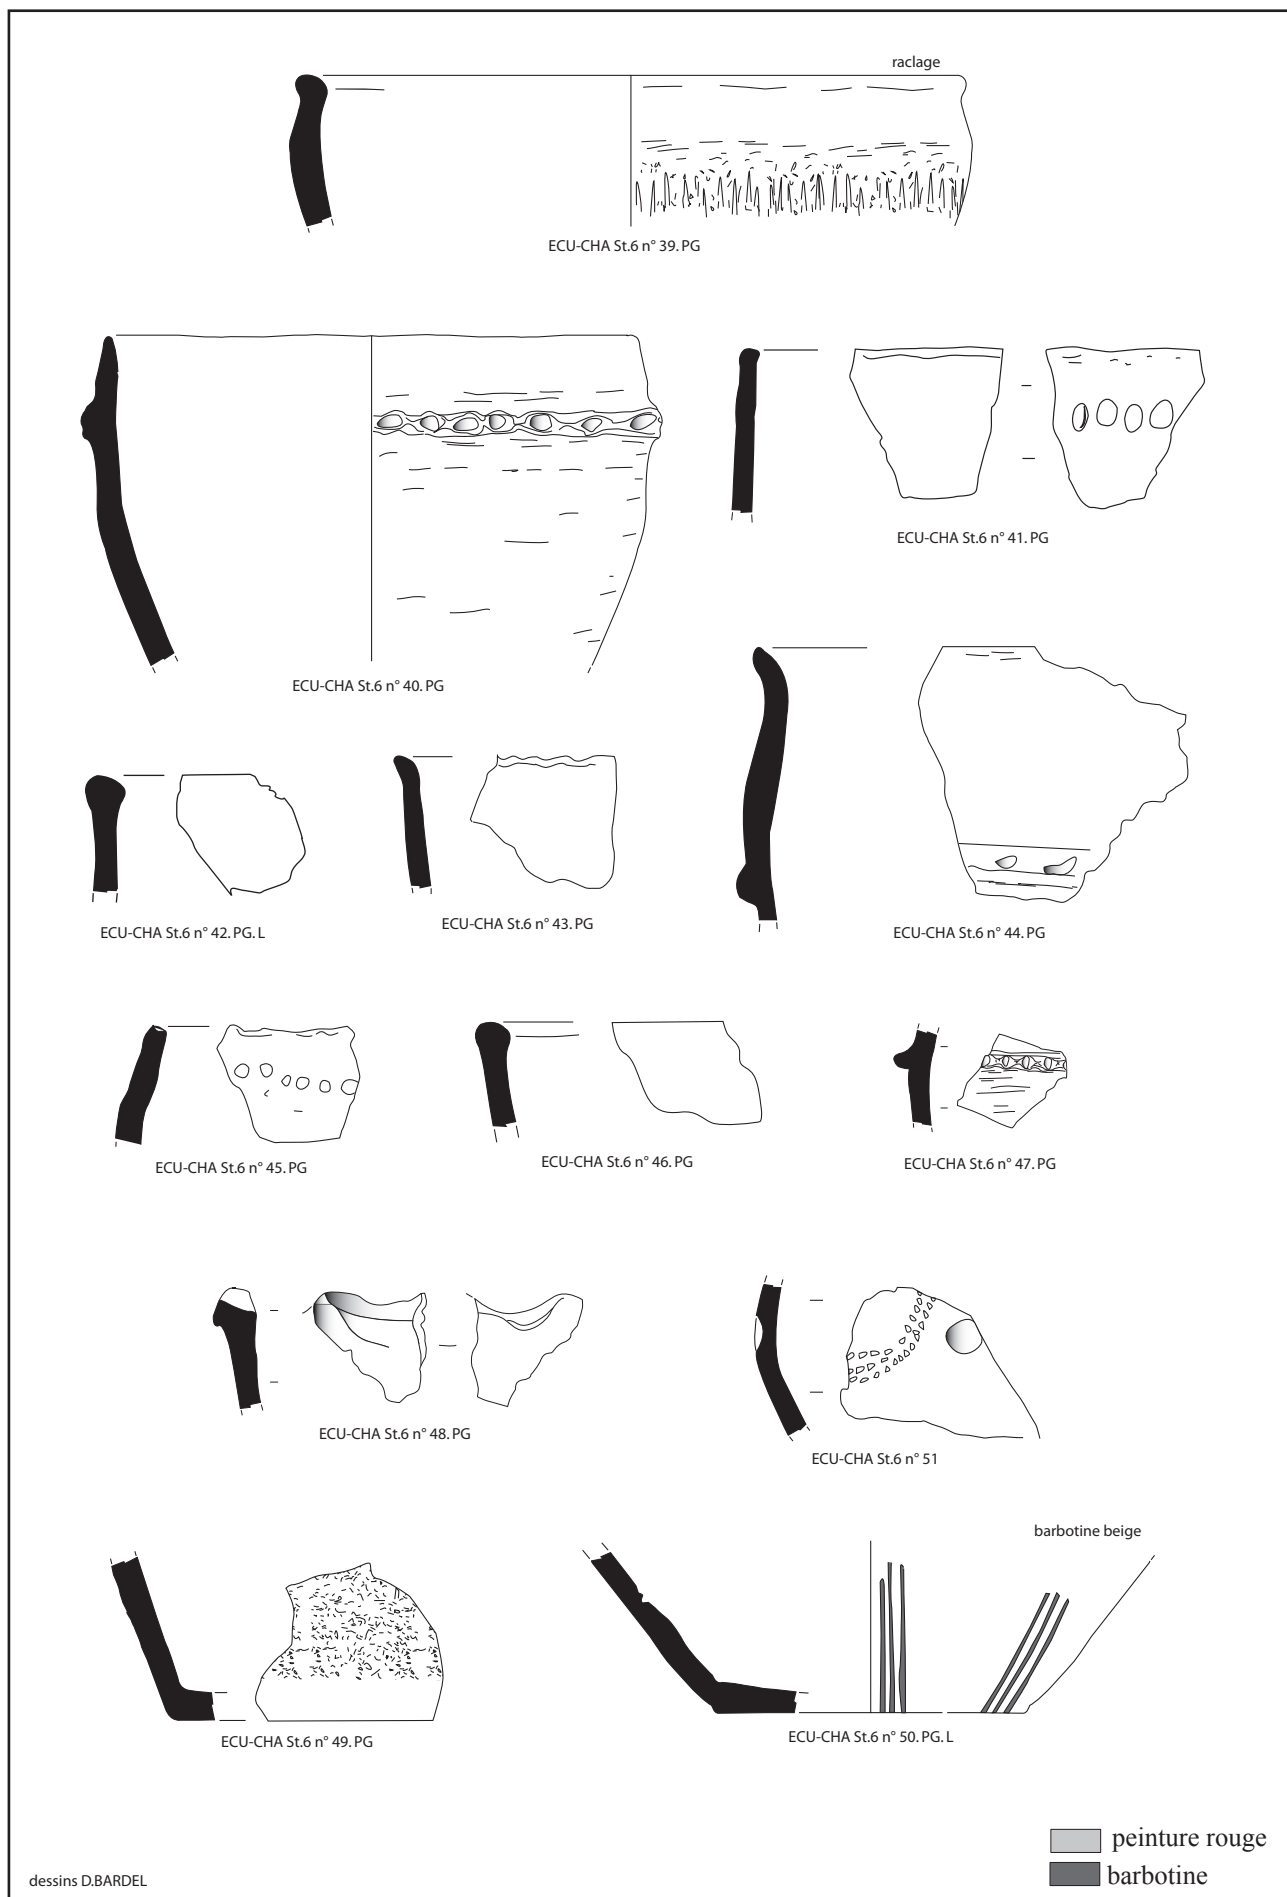 raclage
ECU-CHA St.6 n° 39. PG
ECU-CHA St.6 n° 40. PG
ECU-CHA St.6 n° 41. PG
ECU-CHA St.6 n° 42. PG. L
ECU-CHA St.6 n° 43. PG
ECU-CHA St.6 n° 44. PG
ECU-CHA St.6 n° 45. PG
ECU-CHA St.6 n° 46. PG
ECU-CHA St.6 n° 47. PG
ECU-CHA St.6 n° 48. PG
ECU-CHA St.6 n° 51
barbotine beige
ECU-CHA St.6 n° 49. PG
ECU-CHA St.6 n° 50. PG. L
peinture rouge
barbotine
dessins D.BARDEL